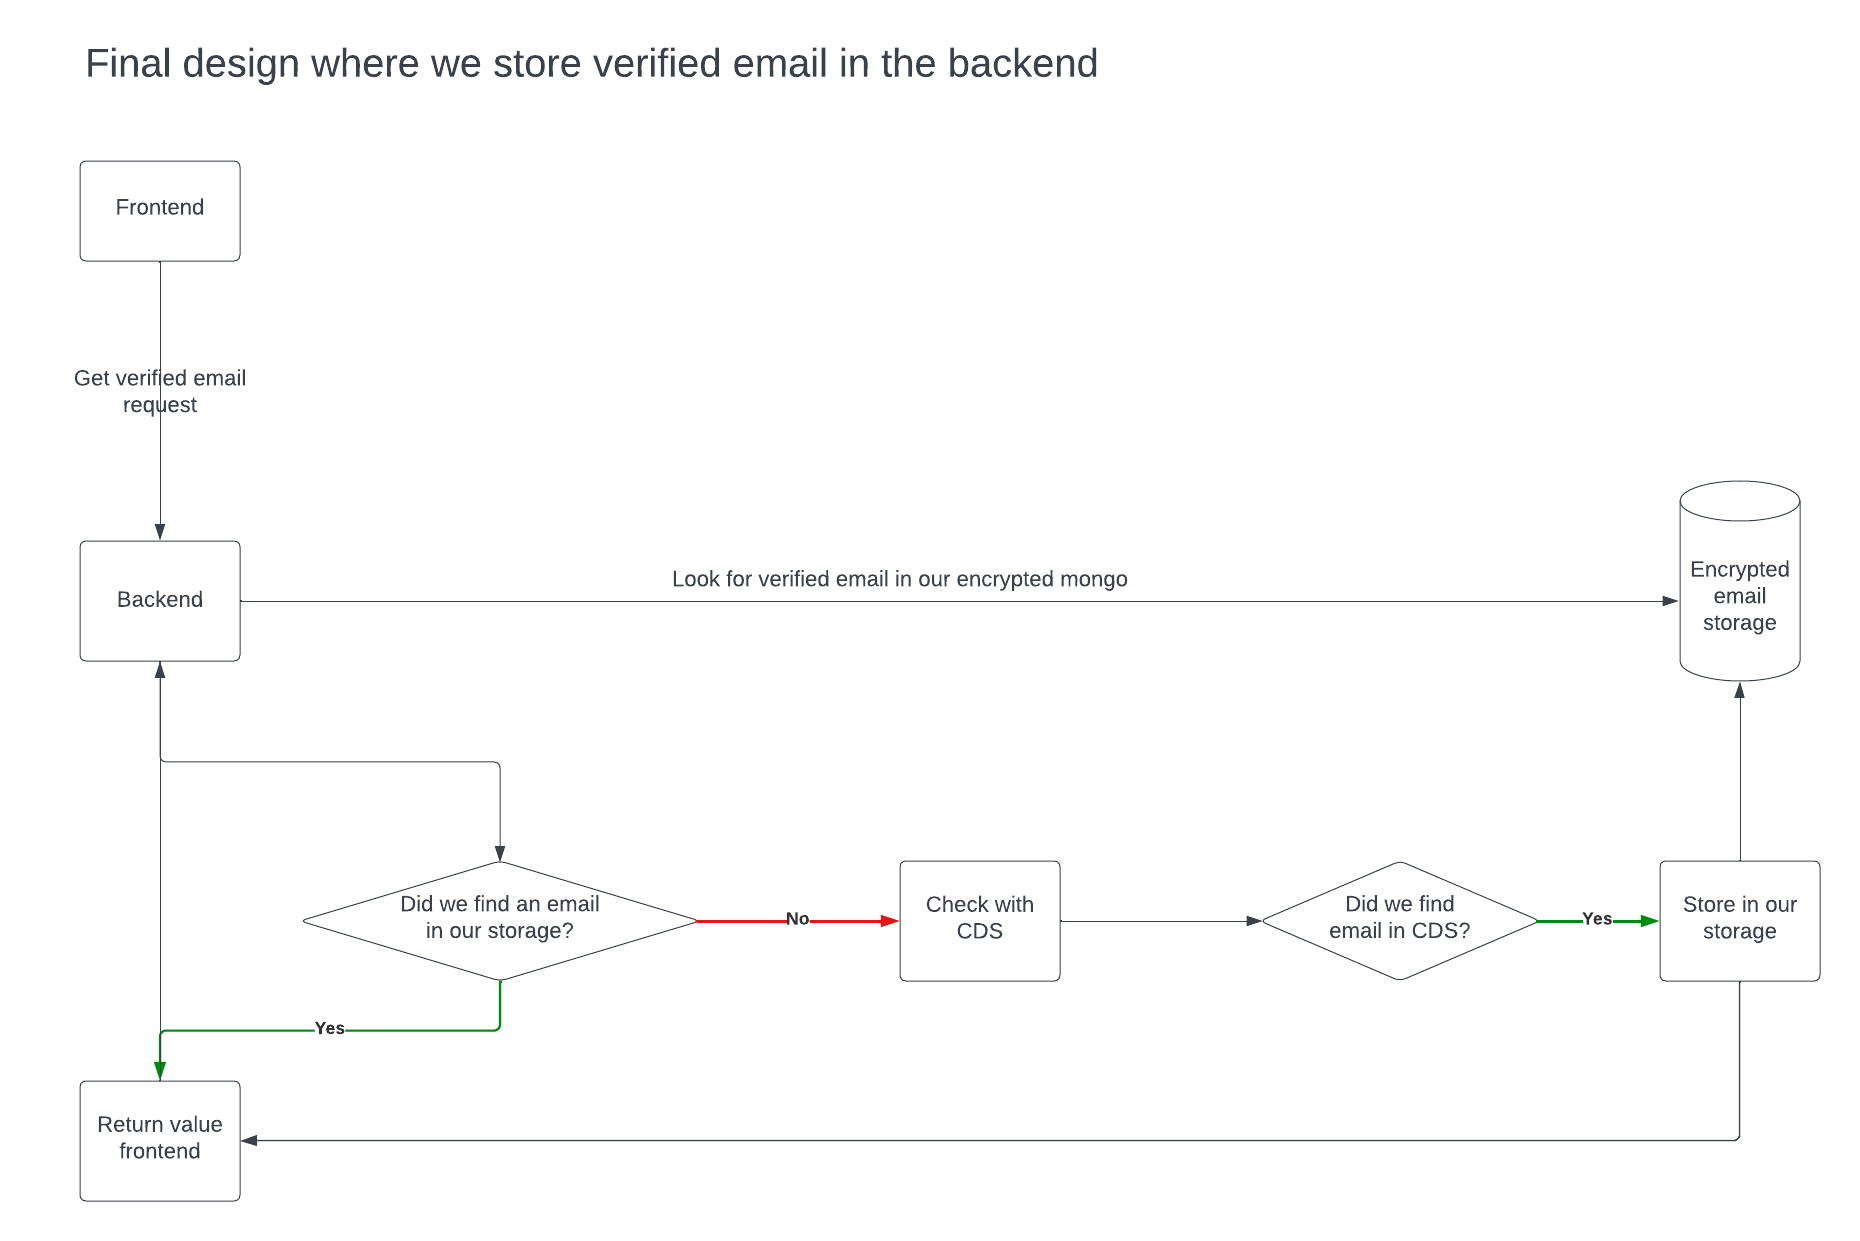 Final design where we store verified email in the backend
Frontend
Get verified email
request
Backend
Look for verified email in our encrypted mongo
Encrypted
email
storage
Did we find an email
in our storage?
No
Check with
CDS
Did we find
email in CDS?
Yes
Store in our
storage
Yes
Return value
frontend